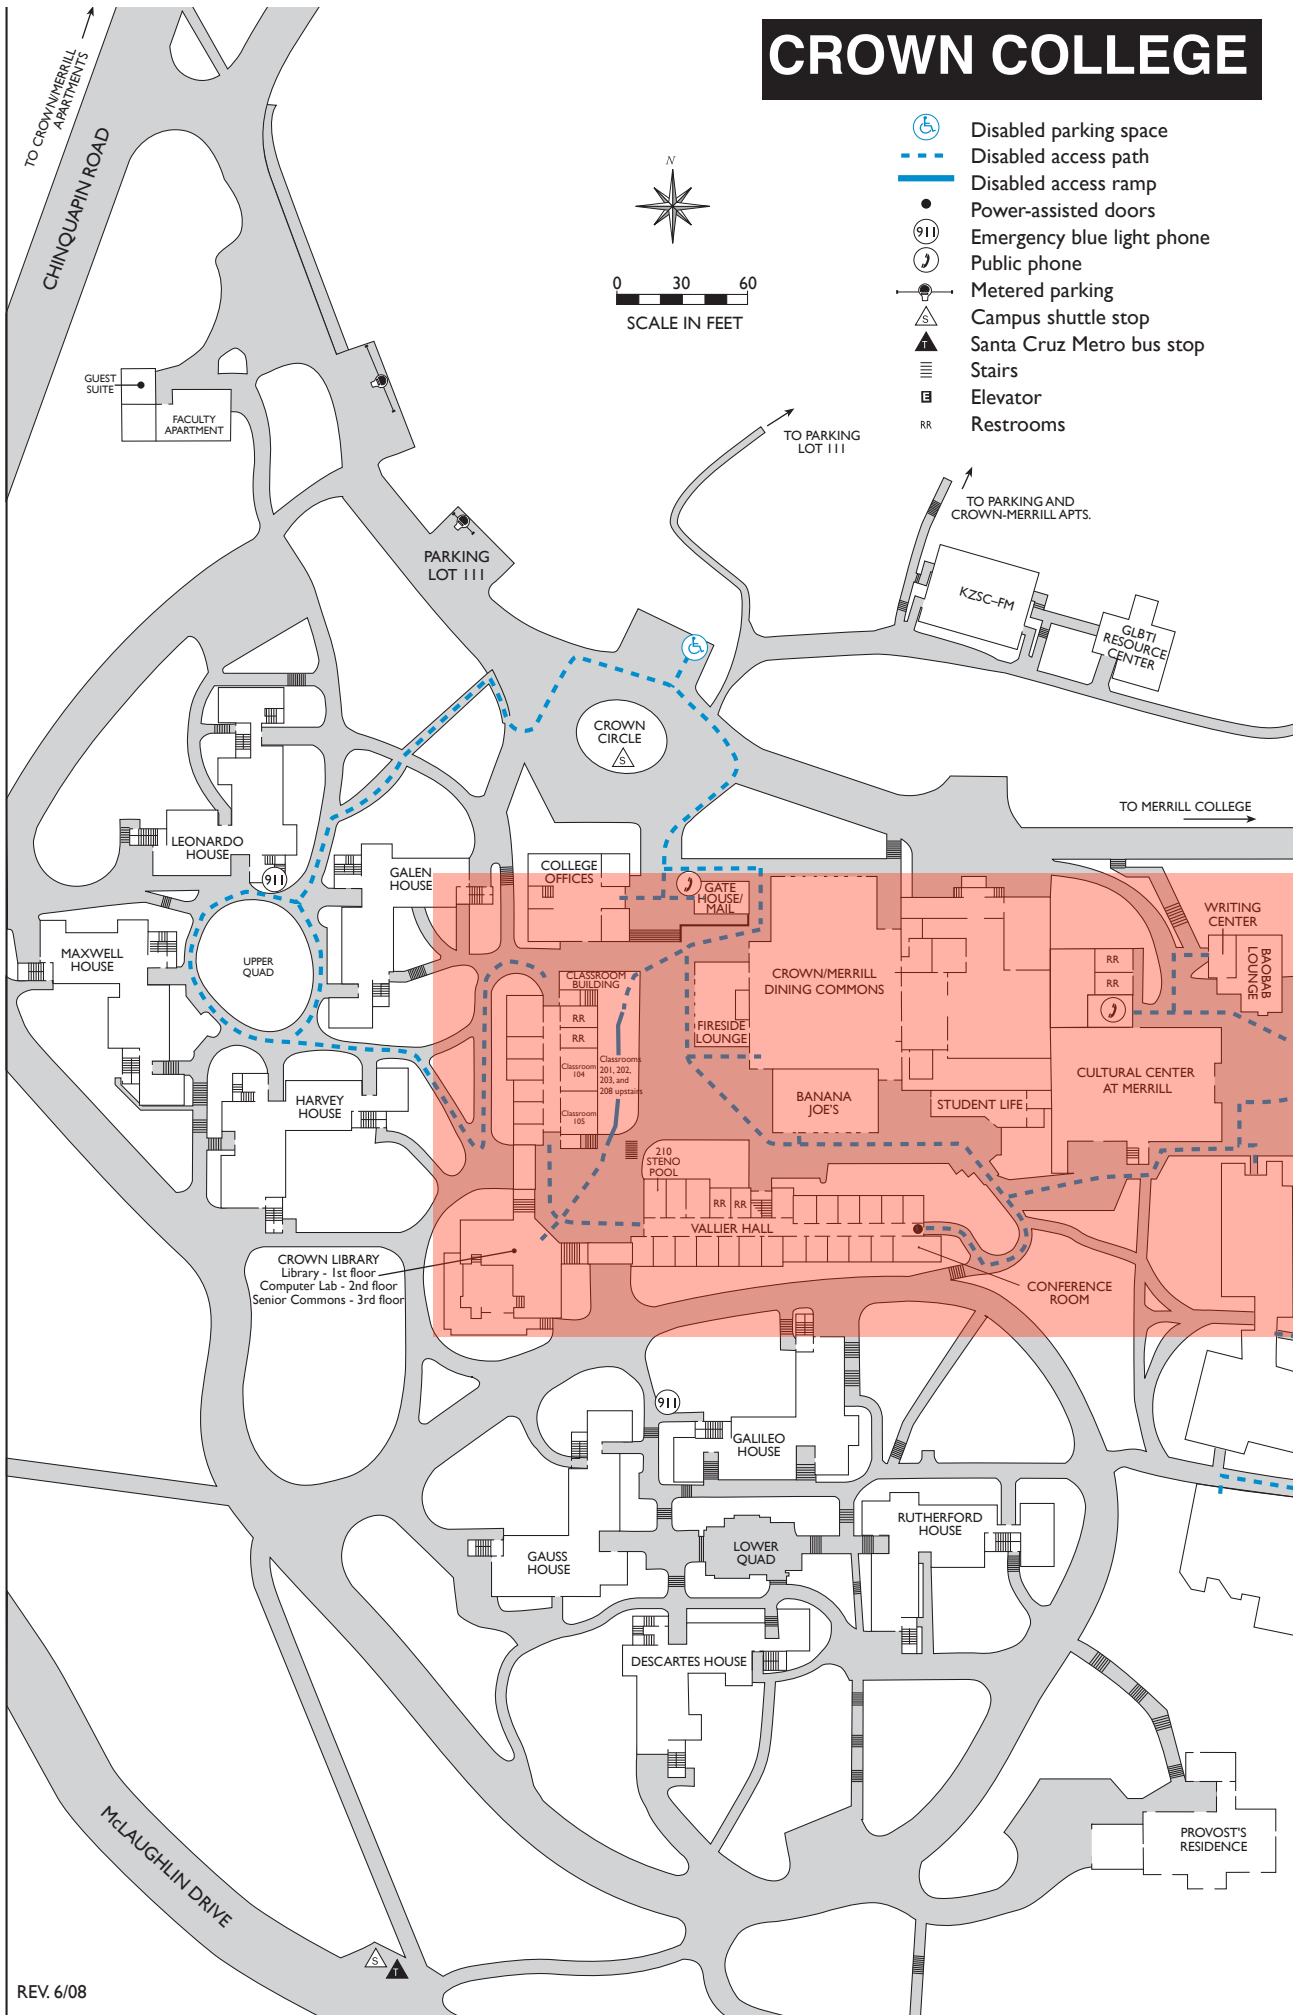 CROWN COLLEGE
TO CROWN/MERRILL
APARTMENTS
CHINQUAPIN ROAD
Disabled parking space
Disabled access path
Disabled access ramp
Power-assisted doors
911
Emergency blue light phone
Public phone
Metered parking
S
Campus shuttle stop
T
Santa Cruz Metro bus stop
Stairs
E
Elevator
RR
Restrooms
N
0 30 60
SCALE IN FEET
GUEST
SUITE
FACULTY
APARTMENT
TO PARKING
LOT 111
TO PARKING AND
CROWN-MERRILL APTS.
PARKING
LOT 111
KZSC–FM
GLBTI
RESOURCE
CENTER
CROWN
CIRCLE
S
TO MERRILL COLLEGE
LEONARDO
HOUSE
911
GALEN
HOUSE
COLLEGE
OFFICES
GATE
HOUSE/
MAIL
WRITING
CENTER
BAOBAB
LOUNGE
MAXWELL
HOUSE
UPPER
QUAD
CLASSROOM
BUILDING
RR
RR
Classroom
104
Classroom
105
Classrooms
201, 202,
203, and
208 upstairs
CROWN/MERRILL
DINING COMMONS
FIRESIDE
LOUNGE
RR
RR
CULTURAL CENTER
AT MERRILL
BANANA
JOE'S
STUDENT LIFE
HARVEY
HOUSE
210
STENO
POOL
RR
RR
VALLIER HALL
CONFERENCE
ROOM
CROWN LIBRARY
Library - 1st floor
Computer Lab - 2nd floor
Senior Commons - 3rd floor
911
GALILEO
HOUSE
RUTHERFORD
HOUSE
LOWER
QUAD
GAUSS
HOUSE
DESCARTES HOUSE
PROVOST'S
RESIDENCE
McLAUGHLIN DRIVE
S
T
REV. 6/08